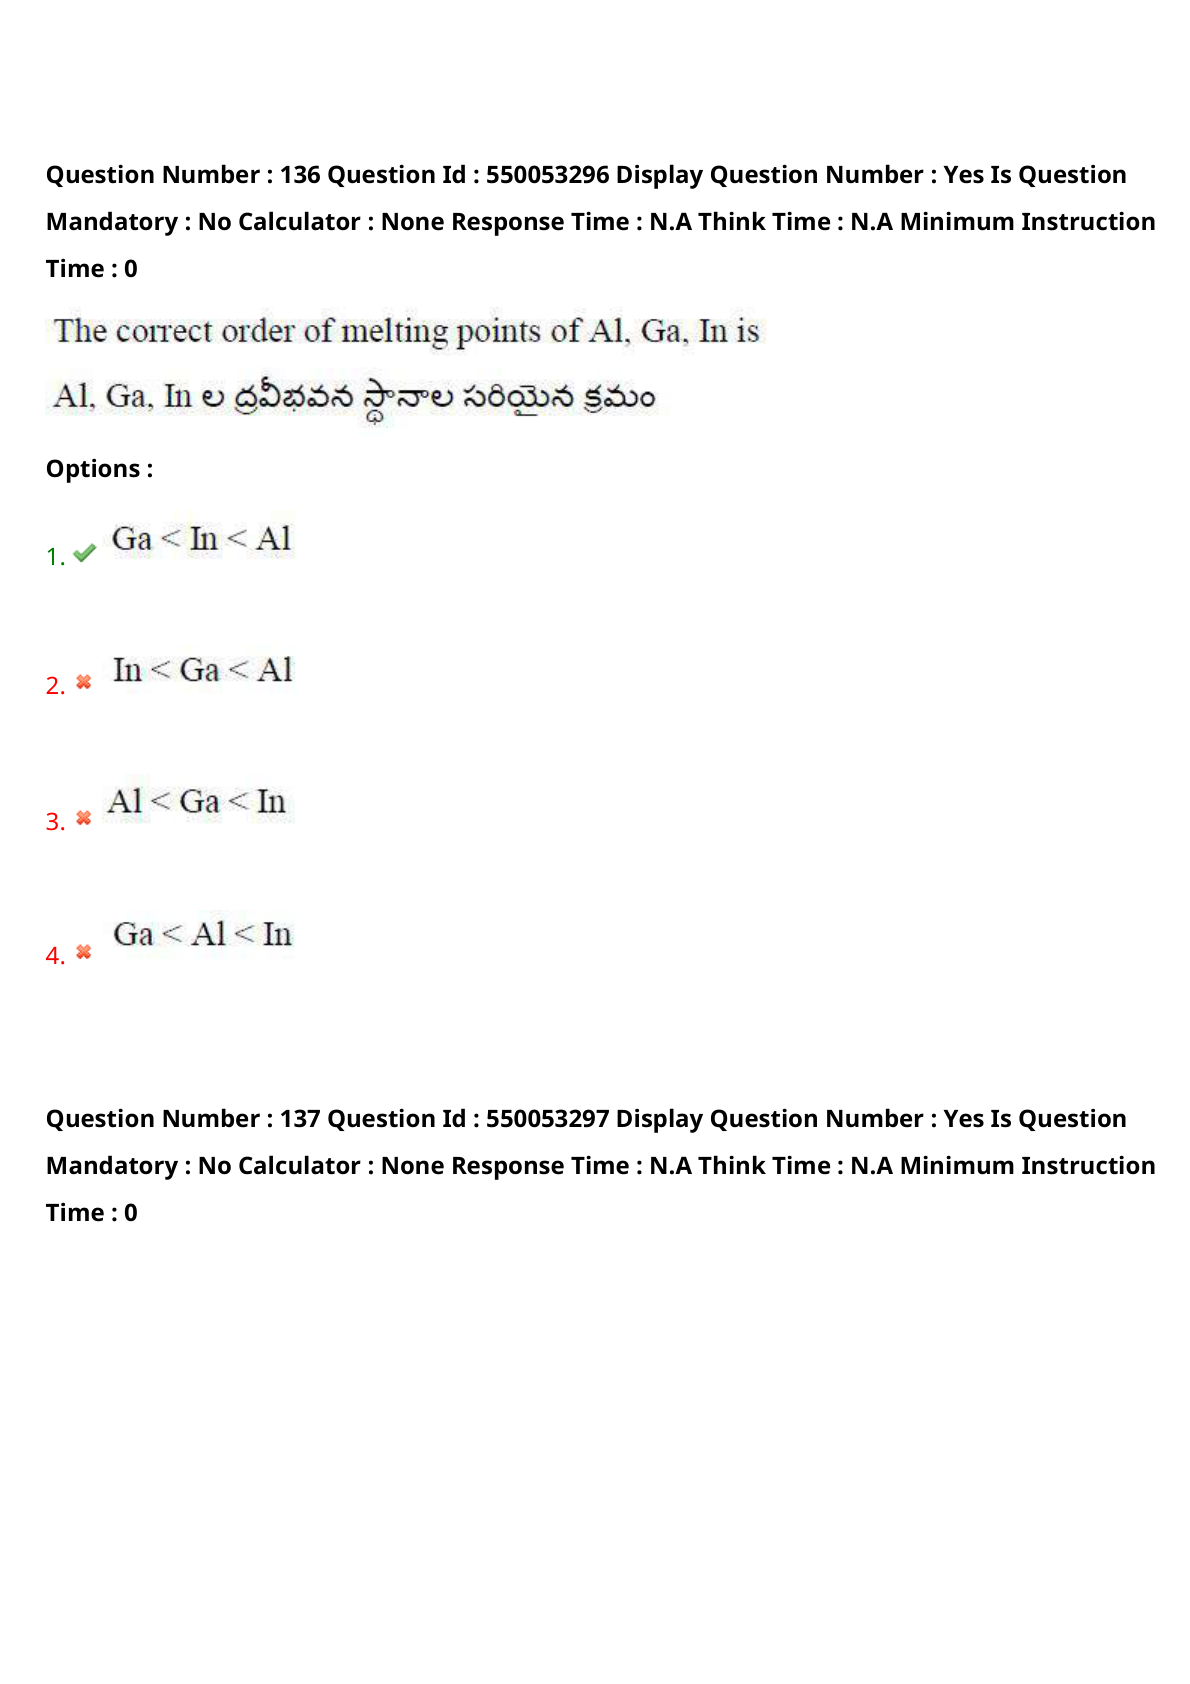 Question Number : 136 Question Id : 550053296 Display Question Number : Yes Is Question
Mandatory : No Calculator : None Response Time : N.A Think Time : N.A Minimum Instruction
Time : 0
The correct order of melting points of Al, Ga, In is
Al, Ga, In ల ద్రవీభవన స్థానాల సరియైన క్రమం
Options :
1. Ga < In < Al
2. In < Ga < Al
3. Al < Ga < In
4. Ga < Al < In
Question Number : 137 Question Id : 550053297 Display Question Number : Yes Is Question
Mandatory : No Calculator : None Response Time : N.A Think Time : N.A Minimum Instruction
Time : 0